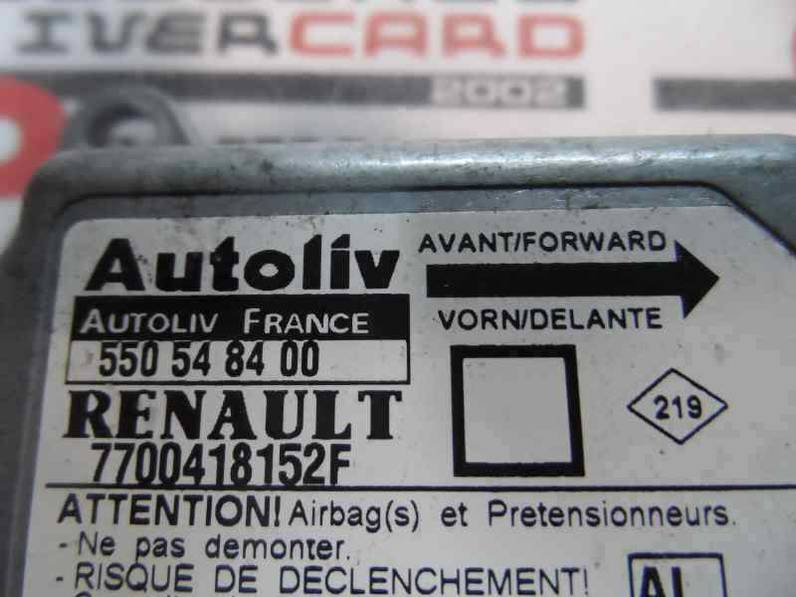 IVERCARD
2002
Autoliv
AVANT/FORWARD
AUTOLIV FRANCE
VORN/DELANTE
550 54 84 00
RENAULT
219
7700418152F
ATTENTION! Airbag(s) et Pretensionneurs.
- Ne pas demonter.
- RISQUE DE DECLENCHEMENT!
AL